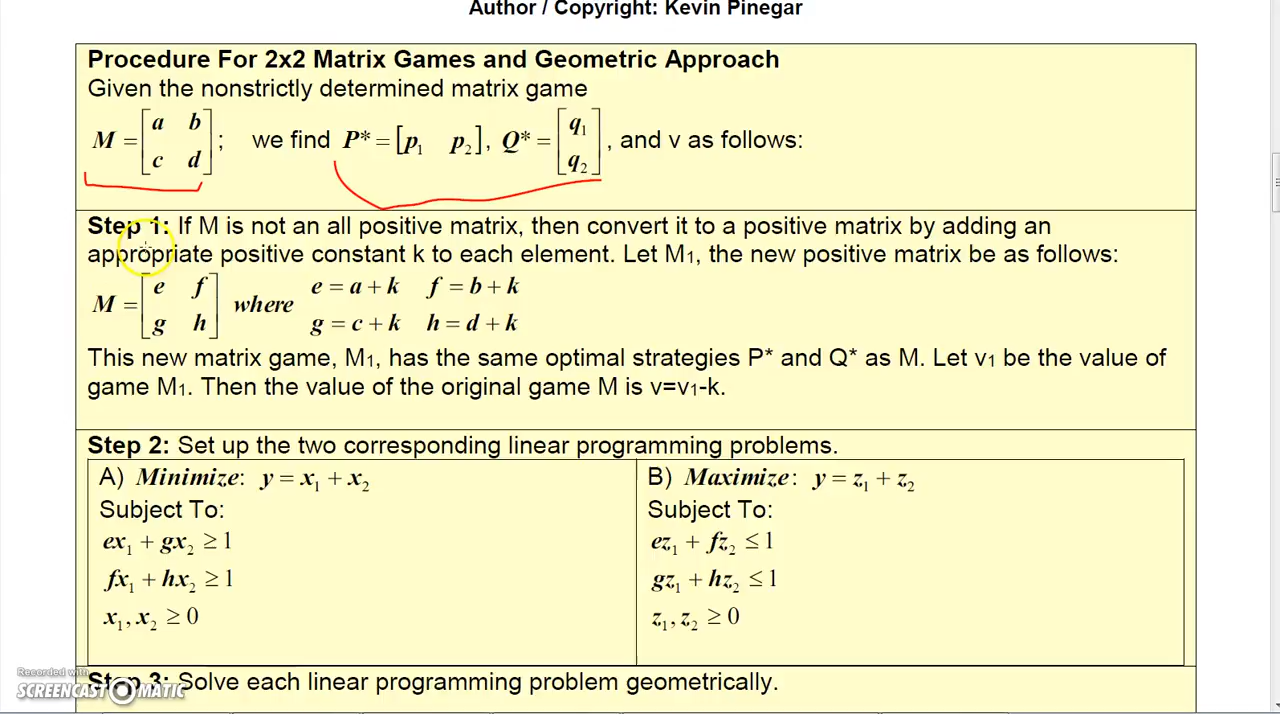 Author / Copyright: Kevin Pinegar
Procedure For 2x2 Matrix Games and Geometric Approach
Given the nonstrictly determined matrix game
M = [a b; c d]; we find P* = [p₁ p₂], Q* = [q₁; q₂], and v as follows:
Step 1: If M is not an all positive matrix, then convert it to a positive matrix by adding an
appropriate positive constant k to each element. Let M₁, the new positive matrix be as follows:
M = [e f; g h] where e = a + k f = b + k
g = c + k h = d + k
This new matrix game, M₁, has the same optimal strategies P* and Q* as M. Let v₁ be the value of
game M₁. Then the value of the original game M is v=v₁-k.
Step 2: Set up the two corresponding linear programming problems.
A) Minimize: y = x₁ + x₂
Subject To:
ex₁ + gx₂ ≥ 1
fx₁ + hx₂ ≥ 1
x₁, x₂ ≥ 0
B) Maximize: y = z₁ + z₂
Subject To:
ez₁ + fz₂ ≤ 1
gz₁ + hz₂ ≤ 1
z₁, z₂ ≥ 0
Step 3: Solve each linear programming problem geometrically.
Recorded with
SCREENCAST-O-MATIC